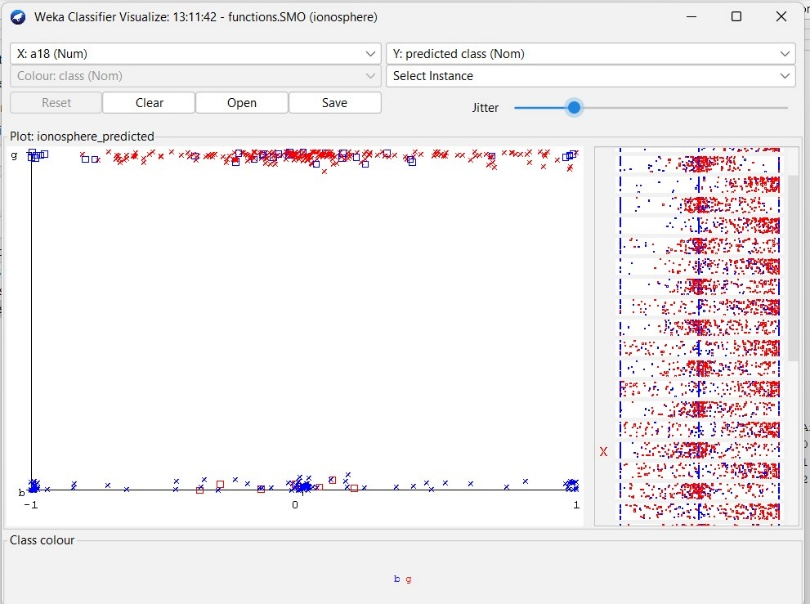 Weka Classifier Visualize: 13:11:42 - functions.SMO (ionosphere)
X: a18 (Num) Y: predicted class (Nom)
Colour: class (Nom) Select Instance
Reset Clear Open Save Jitter
Plot: ionosphere_predicted
g
X
b
-1 0 1
Class colour
b g